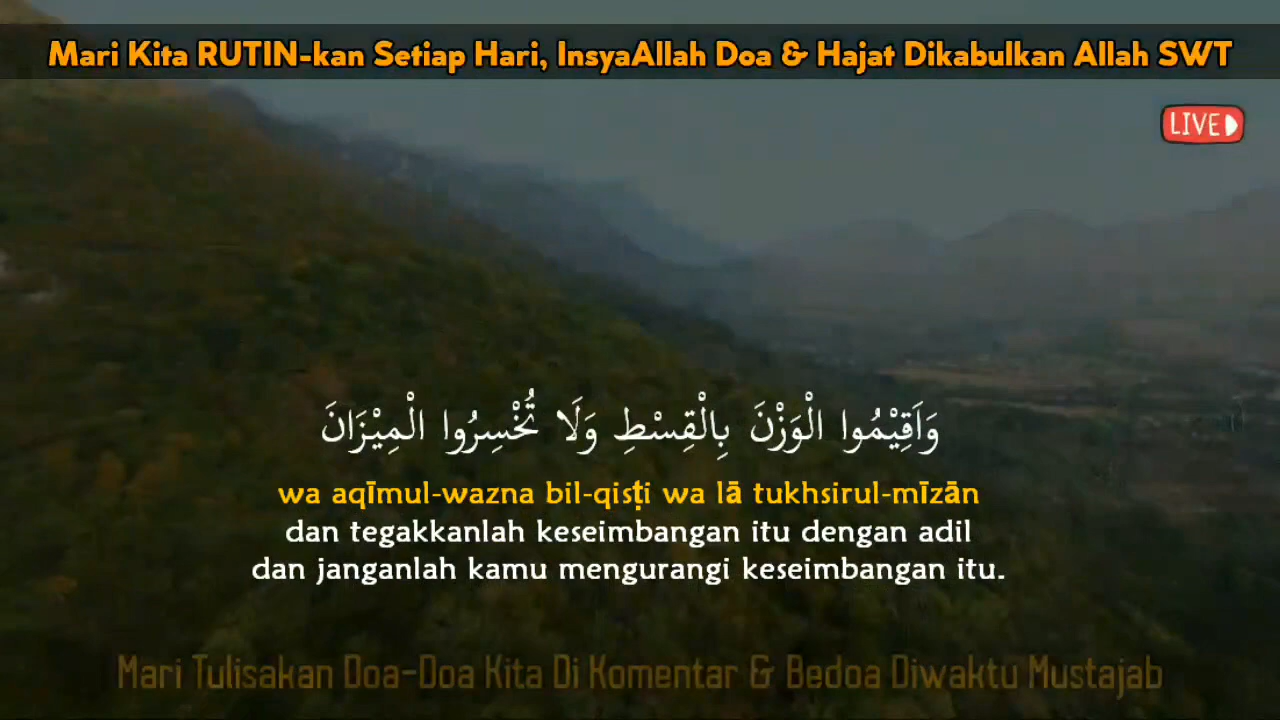 Mari Kita RUTIN-kan Setiap Hari, InsyaAllah Doa & Hajat Dikabulkan Allah SWT
LIVE
وَاَقِيْمُوا الْوَزْنَ بِالْقِسْطِ وَلَا تُخْسِرُوا الْمِيْزَانَ
wa aqīmul-wazna bil-qisṭi wa lā tukhsirul-mīzān
dan tegakkanlah keseimbangan itu dengan adil
dan janganlah kamu mengurangi keseimbangan itu.
Mari Tulisakan Doa-Doa Kita Di Komentar & Bedoa Diwaktu Mustajab